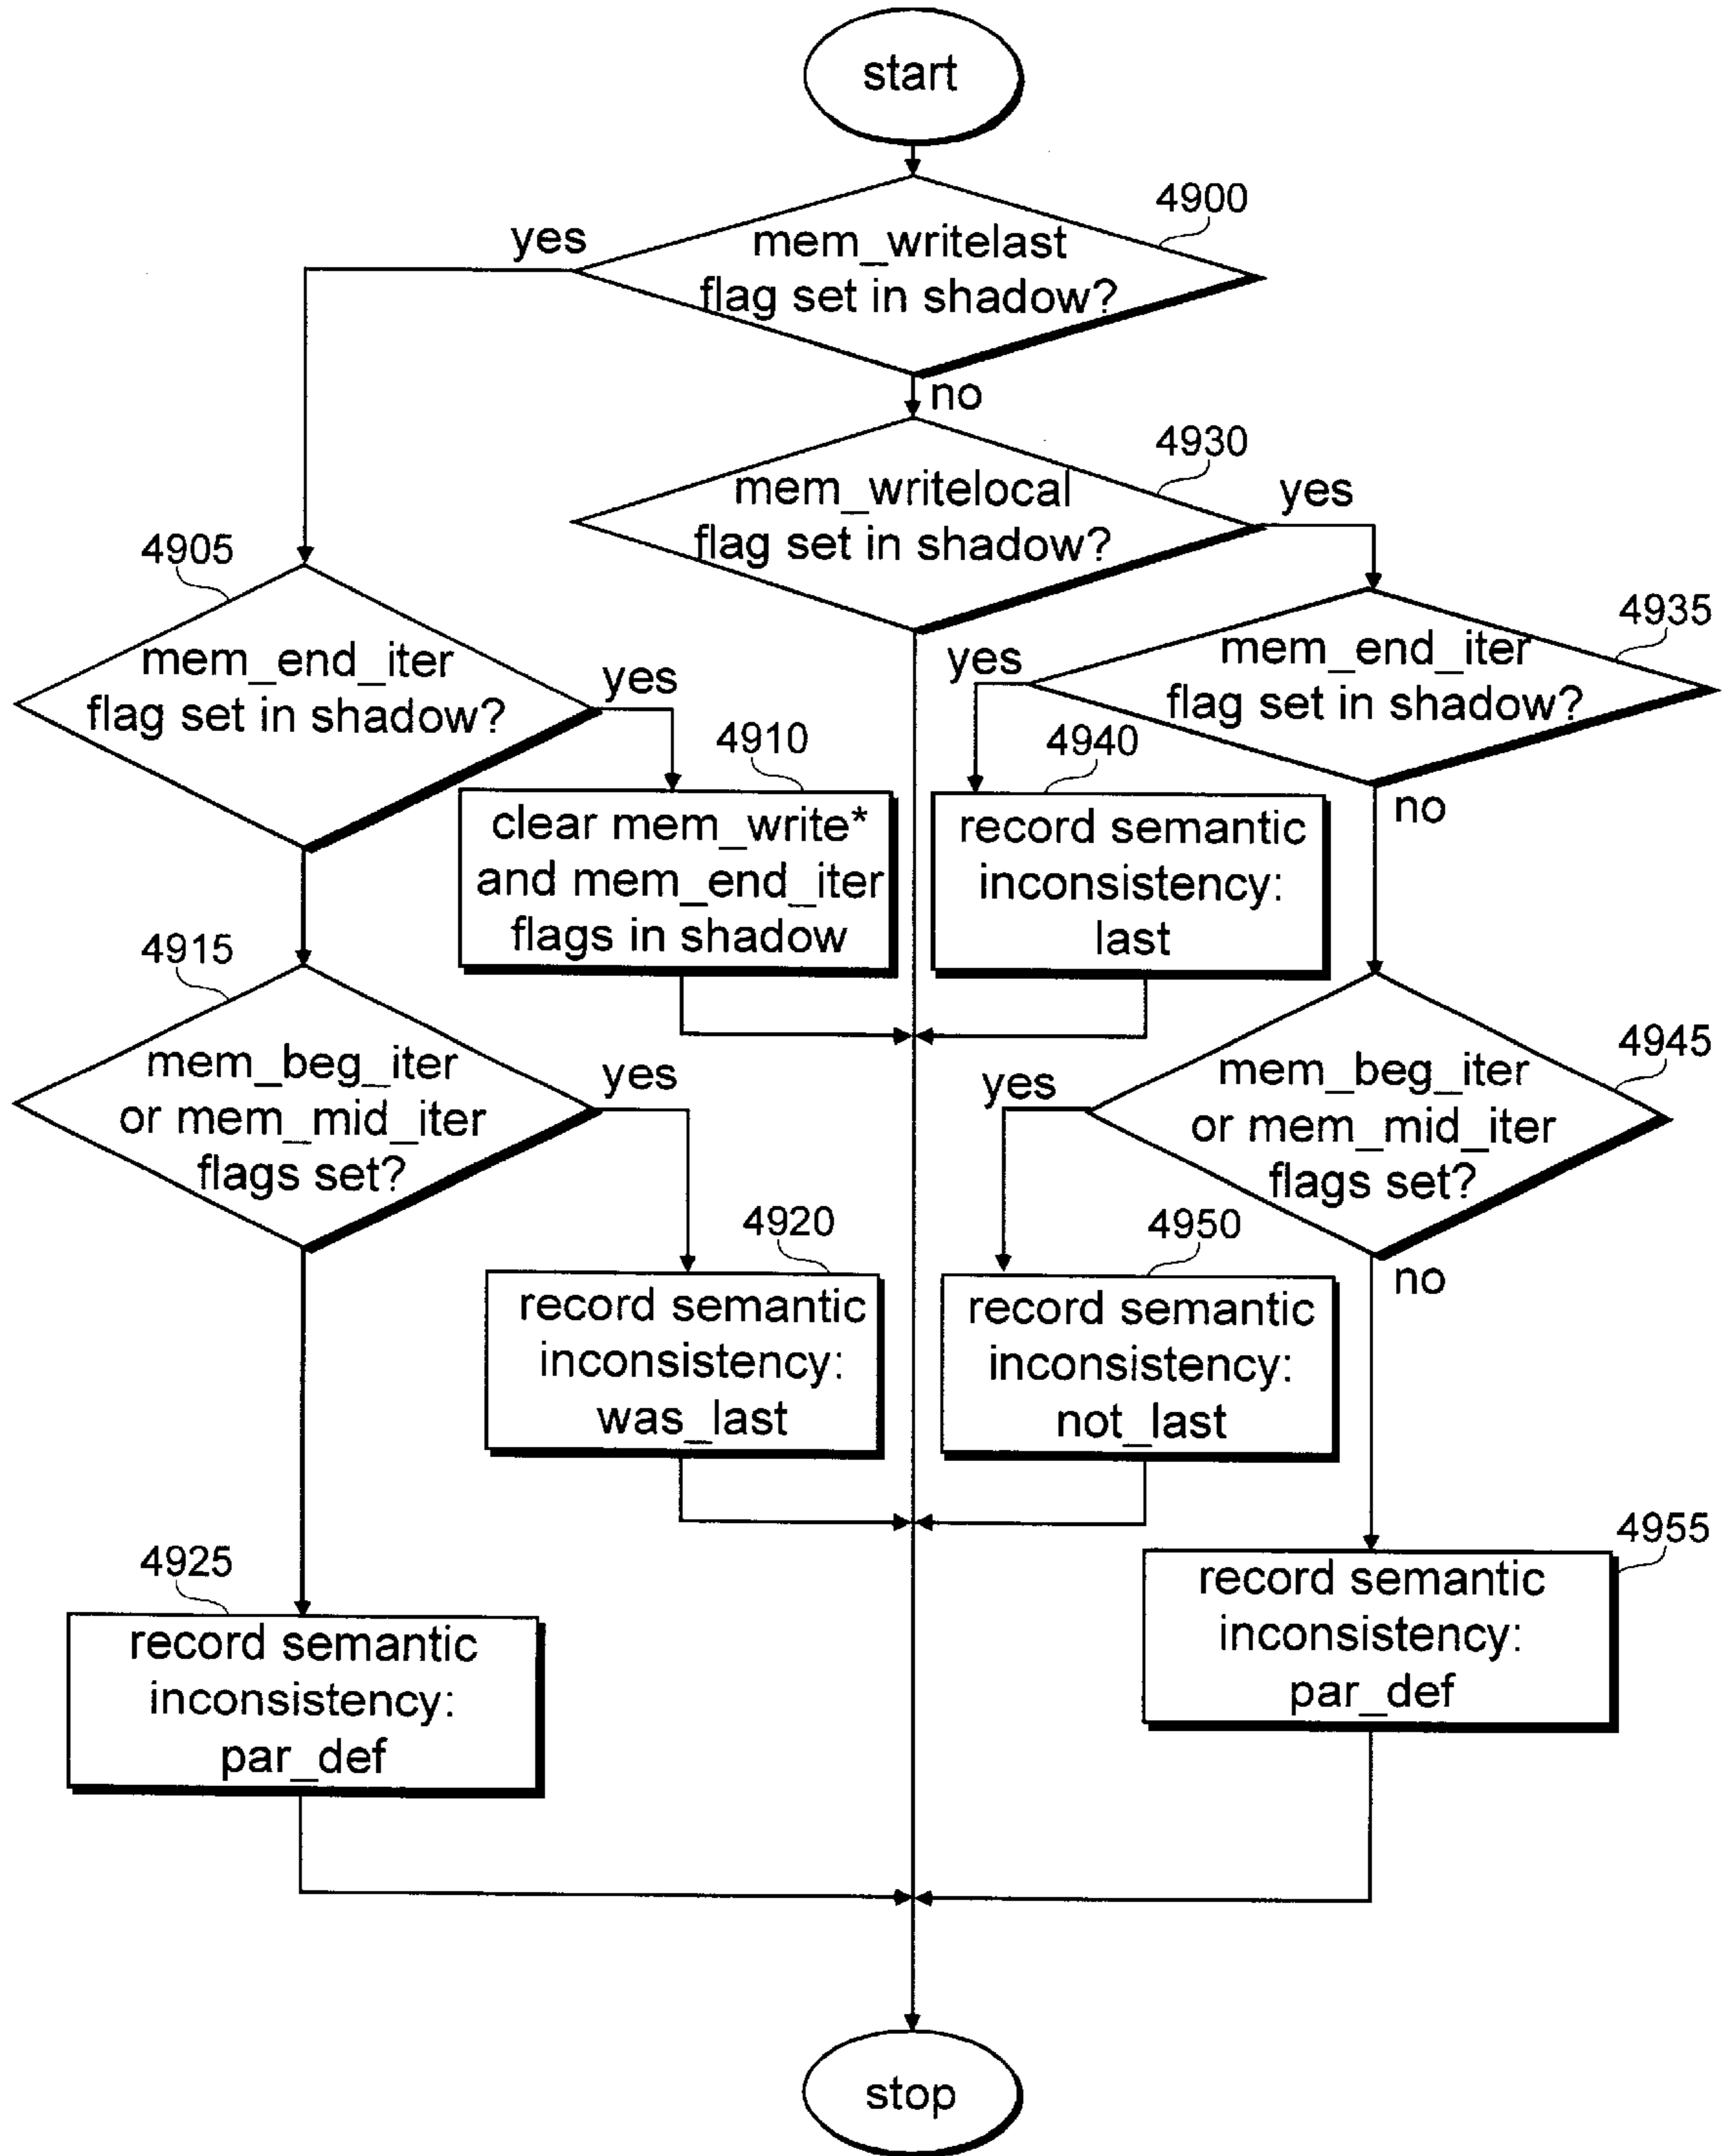 start
4900
yes
mem_writelast
flag set in shadow?
no
4930
mem_writelocal
flag set in shadow?
yes
4905
mem_end_iter
flag set in shadow?
yes
4935
mem_end_iter
flag set in shadow?
yes
no
4910
clear mem_write*
and mem_end_iter
flags in shadow
4940
record semantic
inconsistency:
last
4915
mem_beg_iter
or mem_mid_iter
flags set?
yes
4945
mem_beg_iter
or mem_mid_iter
flags set?
yes
no
4920
record semantic
inconsistency:
was_last
4950
record semantic
inconsistency:
not_last
4925
record semantic
inconsistency:
par_def
4955
record semantic
inconsistency:
par_def
stop